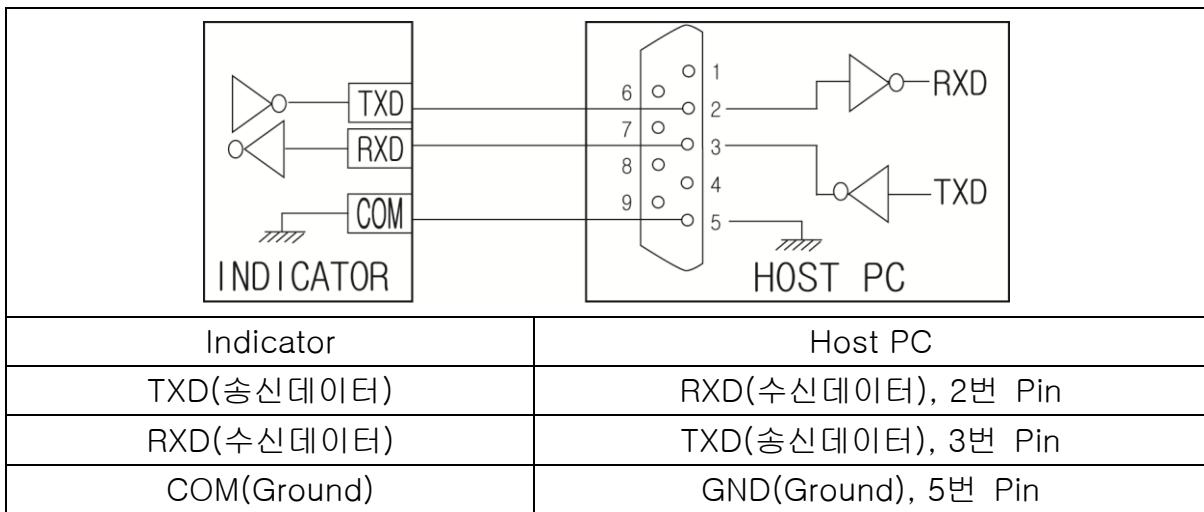 TXD
RXD
COM
INDICATOR
1
6
2
7
3
8
4
9
5
RXD
TXD
HOST PC
Indicator
Host PC
TXD(송신데이터)
RXD(수신데이터), 2번 Pin
RXD(수신데이터)
TXD(송신데이터), 3번 Pin
COM(Ground)
GND(Ground), 5번 Pin